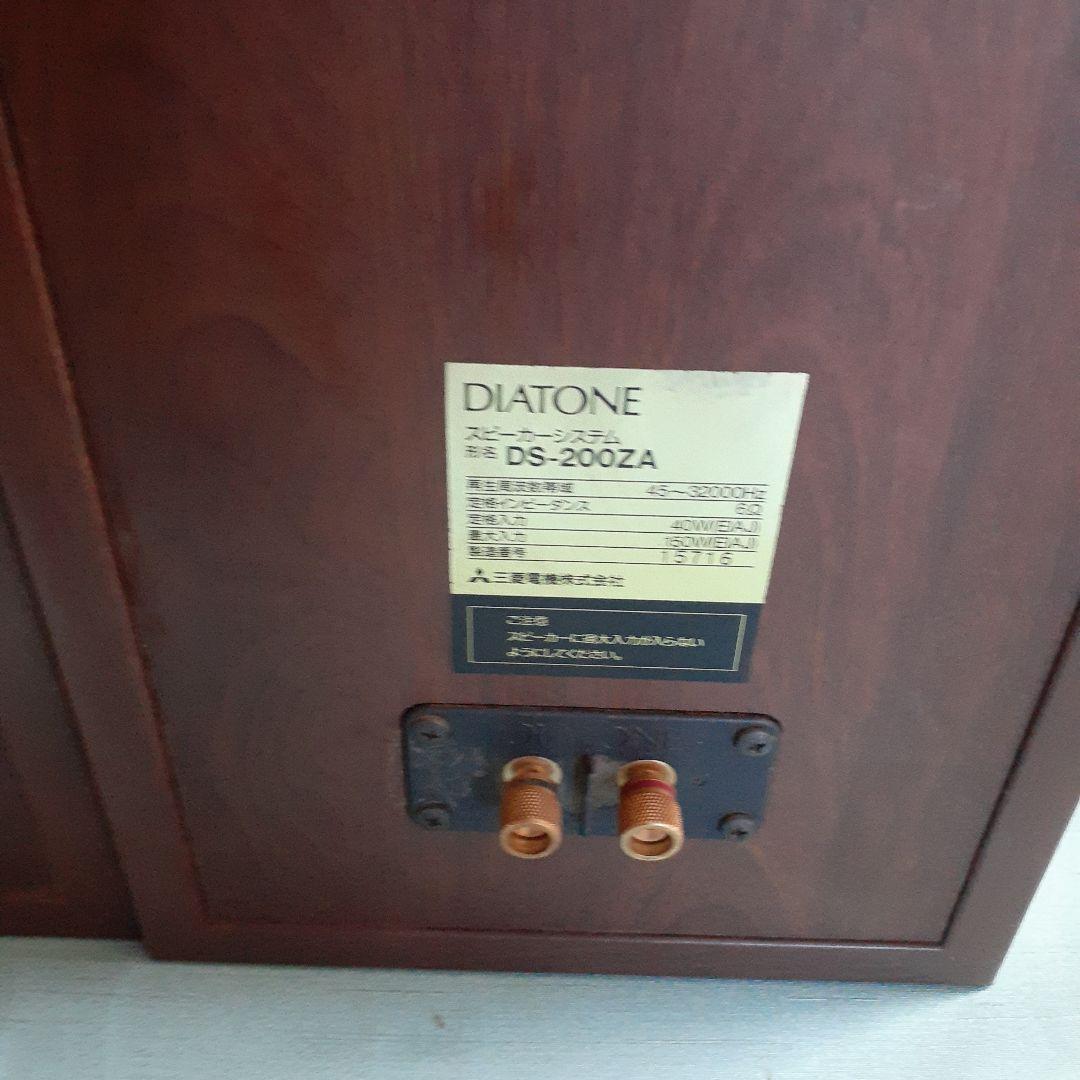 DIATONE
スピーカーシステム
形名 DS-200ZA
再生周波数帯域 45～32000Hz
定格インピーダンス 6Ω
定格入力 40W(EIAJ)
最大入力 150W(EIAJ)
製造番号 15716
三菱電機株式会社
ご注意
スピーカーに過大入力が入らない
ようにしてください。